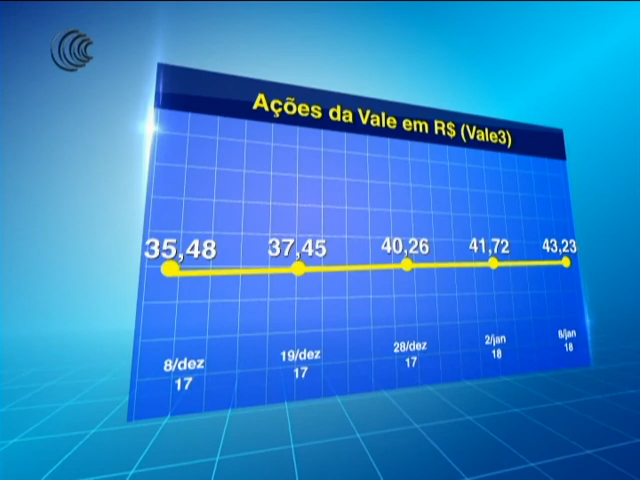 Ações da Vale em R$ (Vale3)
35,48 37,45 40,26 41,72 43,23
8/dez 19/dez 28/dez 2/jan 8/jan
17 17 17 18 18